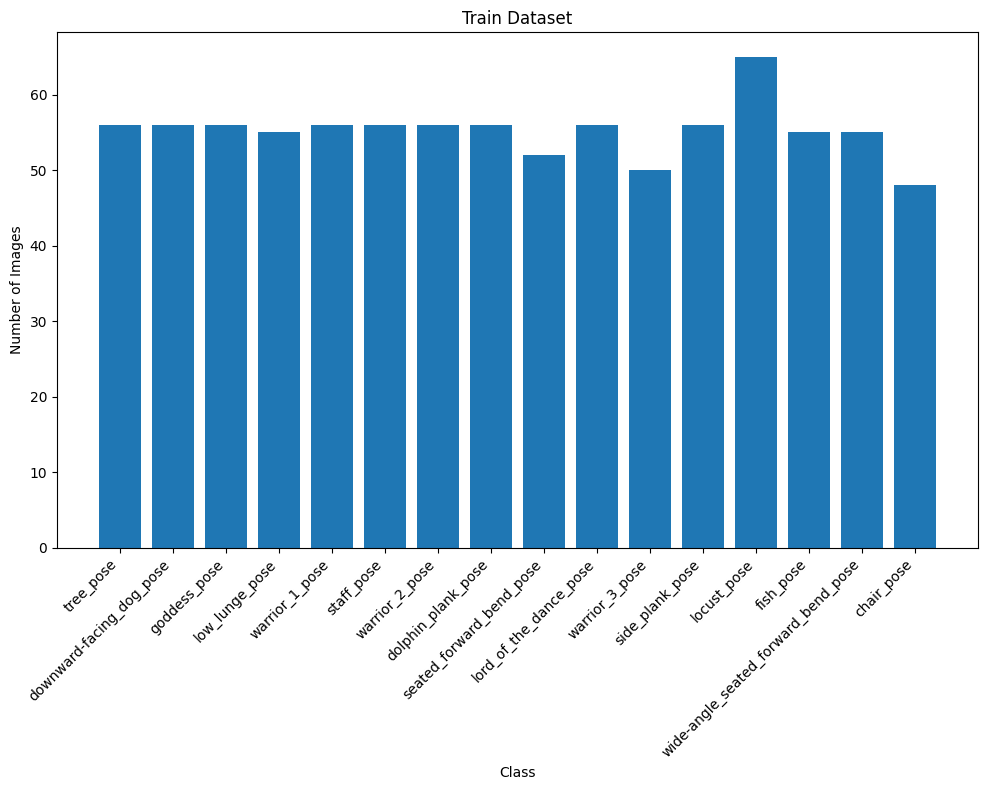 Train Dataset
Number of Images
60
50
40
30
20
10
0
tree_pose
downward-facing_dog_pose
goddess_pose
low_lunge_pose
warrior_1_pose
staff_pose
warrior_2_pose
dolphin_plank_pose
seated_forward_bend_pose
lord_of_the_dance_pose
warrior_3_pose
side_plank_pose
locust_pose
fish_pose
wide-angle_seated_forward_bend_pose
chair_pose
Class